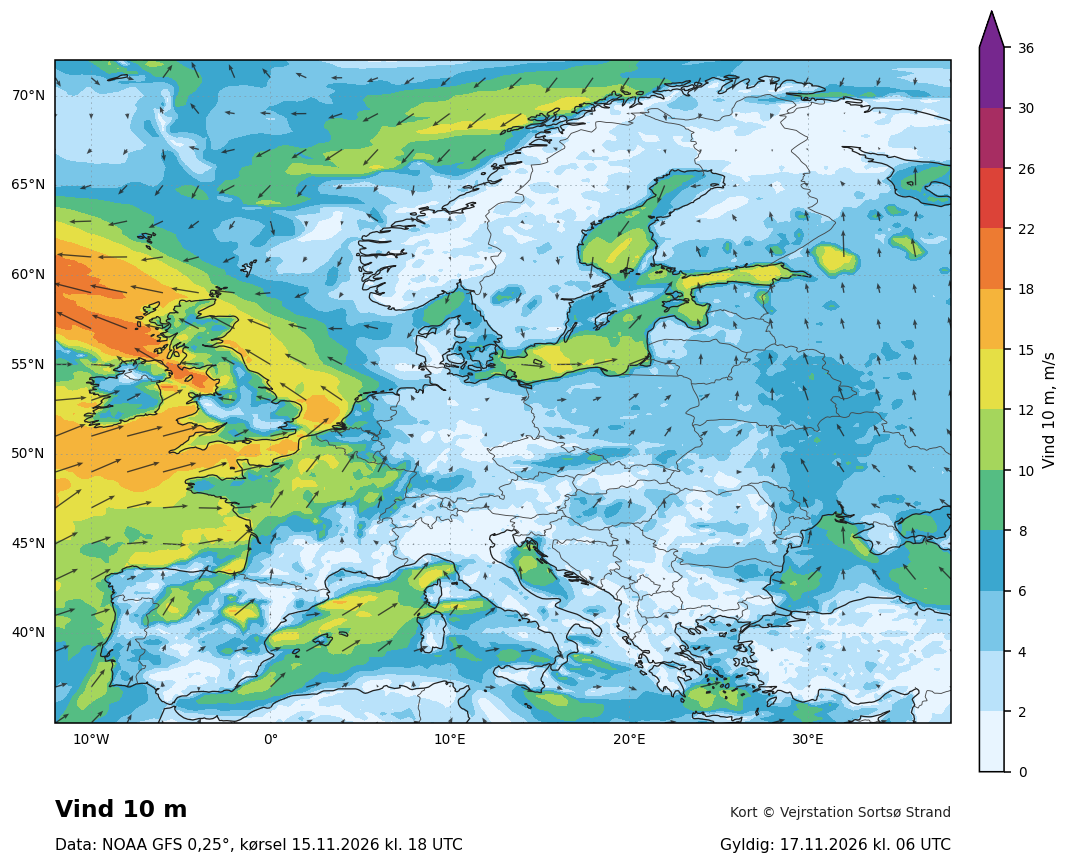 36
30
26
22
18
15
12
10
8
6
4
2
0
Vind 10 m, m/s
70°N
65°N
60°N
55°N
50°N
45°N
40°N
10°W
0°
10°E
20°E
30°E
Vind 10 m
Kort © Vejrstation Sortsø Strand
Data: NOAA GFS 0,25°, kørsel 15.11.2026 kl. 18 UTC
Gyldig: 17.11.2026 kl. 06 UTC